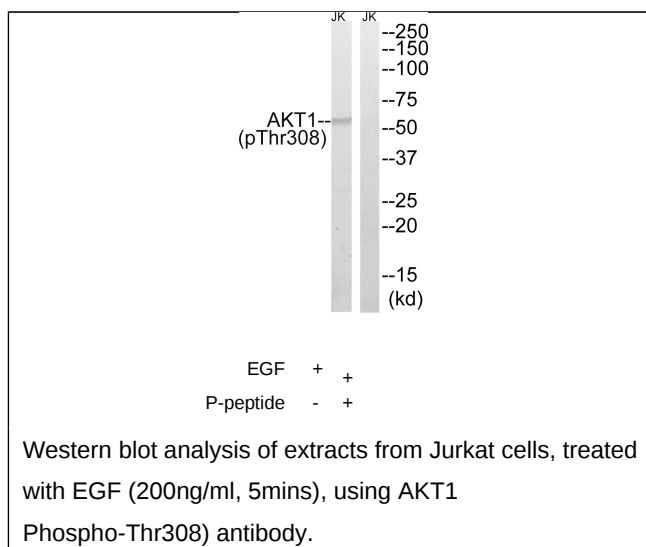 JK JK
--250
--150
--100
--75
AKT1--
--50
(pThr308)
--37
--25
--20
--15
(kd)
EGF + +
P-peptide - +
Western blot analysis of extracts from Jurkat cells, treated
with EGF (200ng/ml, 5mins), using AKT1
Phospho-Thr308) antibody.